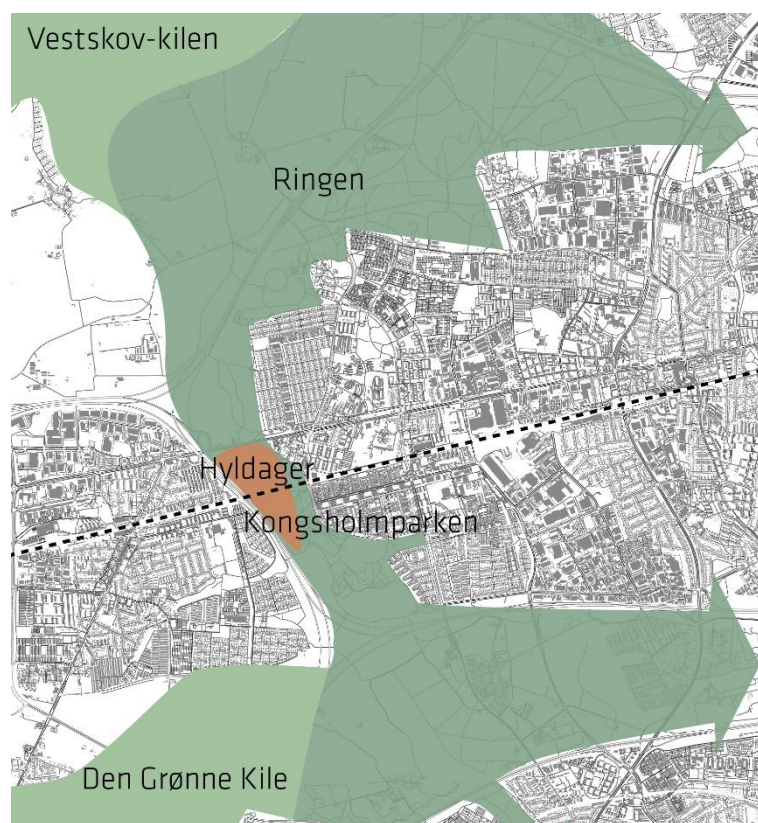 Vestskov-kilen
Ringen
Hyldager
Kongsholmparken
Den Grønne Kile